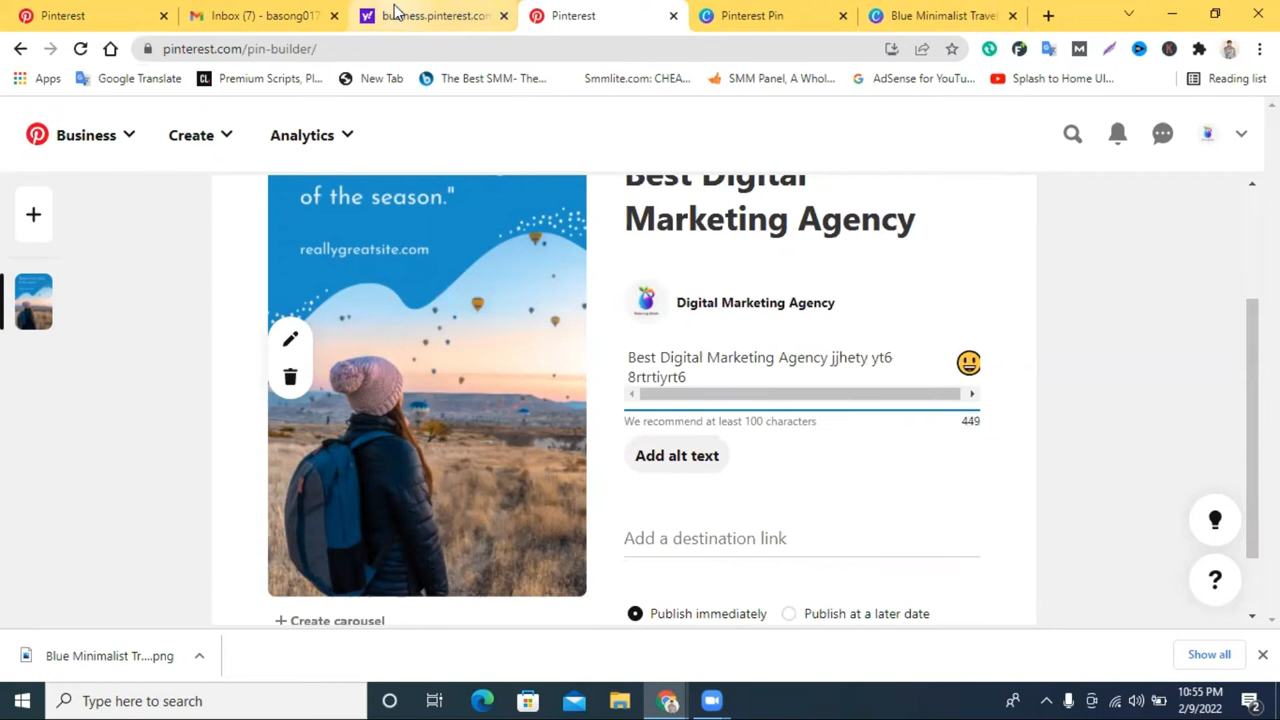 Pinterest
Inbox (7) - basong017
business.pinterest.com
Pinterest
Pinterest Pin
Blue Minimalist Trave
pinterest.com/pin-builder/
Apps
Google Translate
Premium Scripts, Pl...
New Tab
The Best SMM- The...
Smmlite.com: CHEA...
SMM Panel, A Whol...
AdSense for YouTu...
Splash to Home UI...
Reading list
Business
Create
Analytics
of the season."
reallygreatsite.com
Best Digital
Marketing Agency
Digital Marketing Agency
Best Digital Marketing Agency jjhety yt6
8rtrtiyrt6
We recommend at least 100 characters
449
Add alt text
Add a destination link
Publish immediately
Publish at a later date
Create carousel
Blue Minimalist Tr....png
Show all
Type here to search
10:55 PM
2/9/2022
2